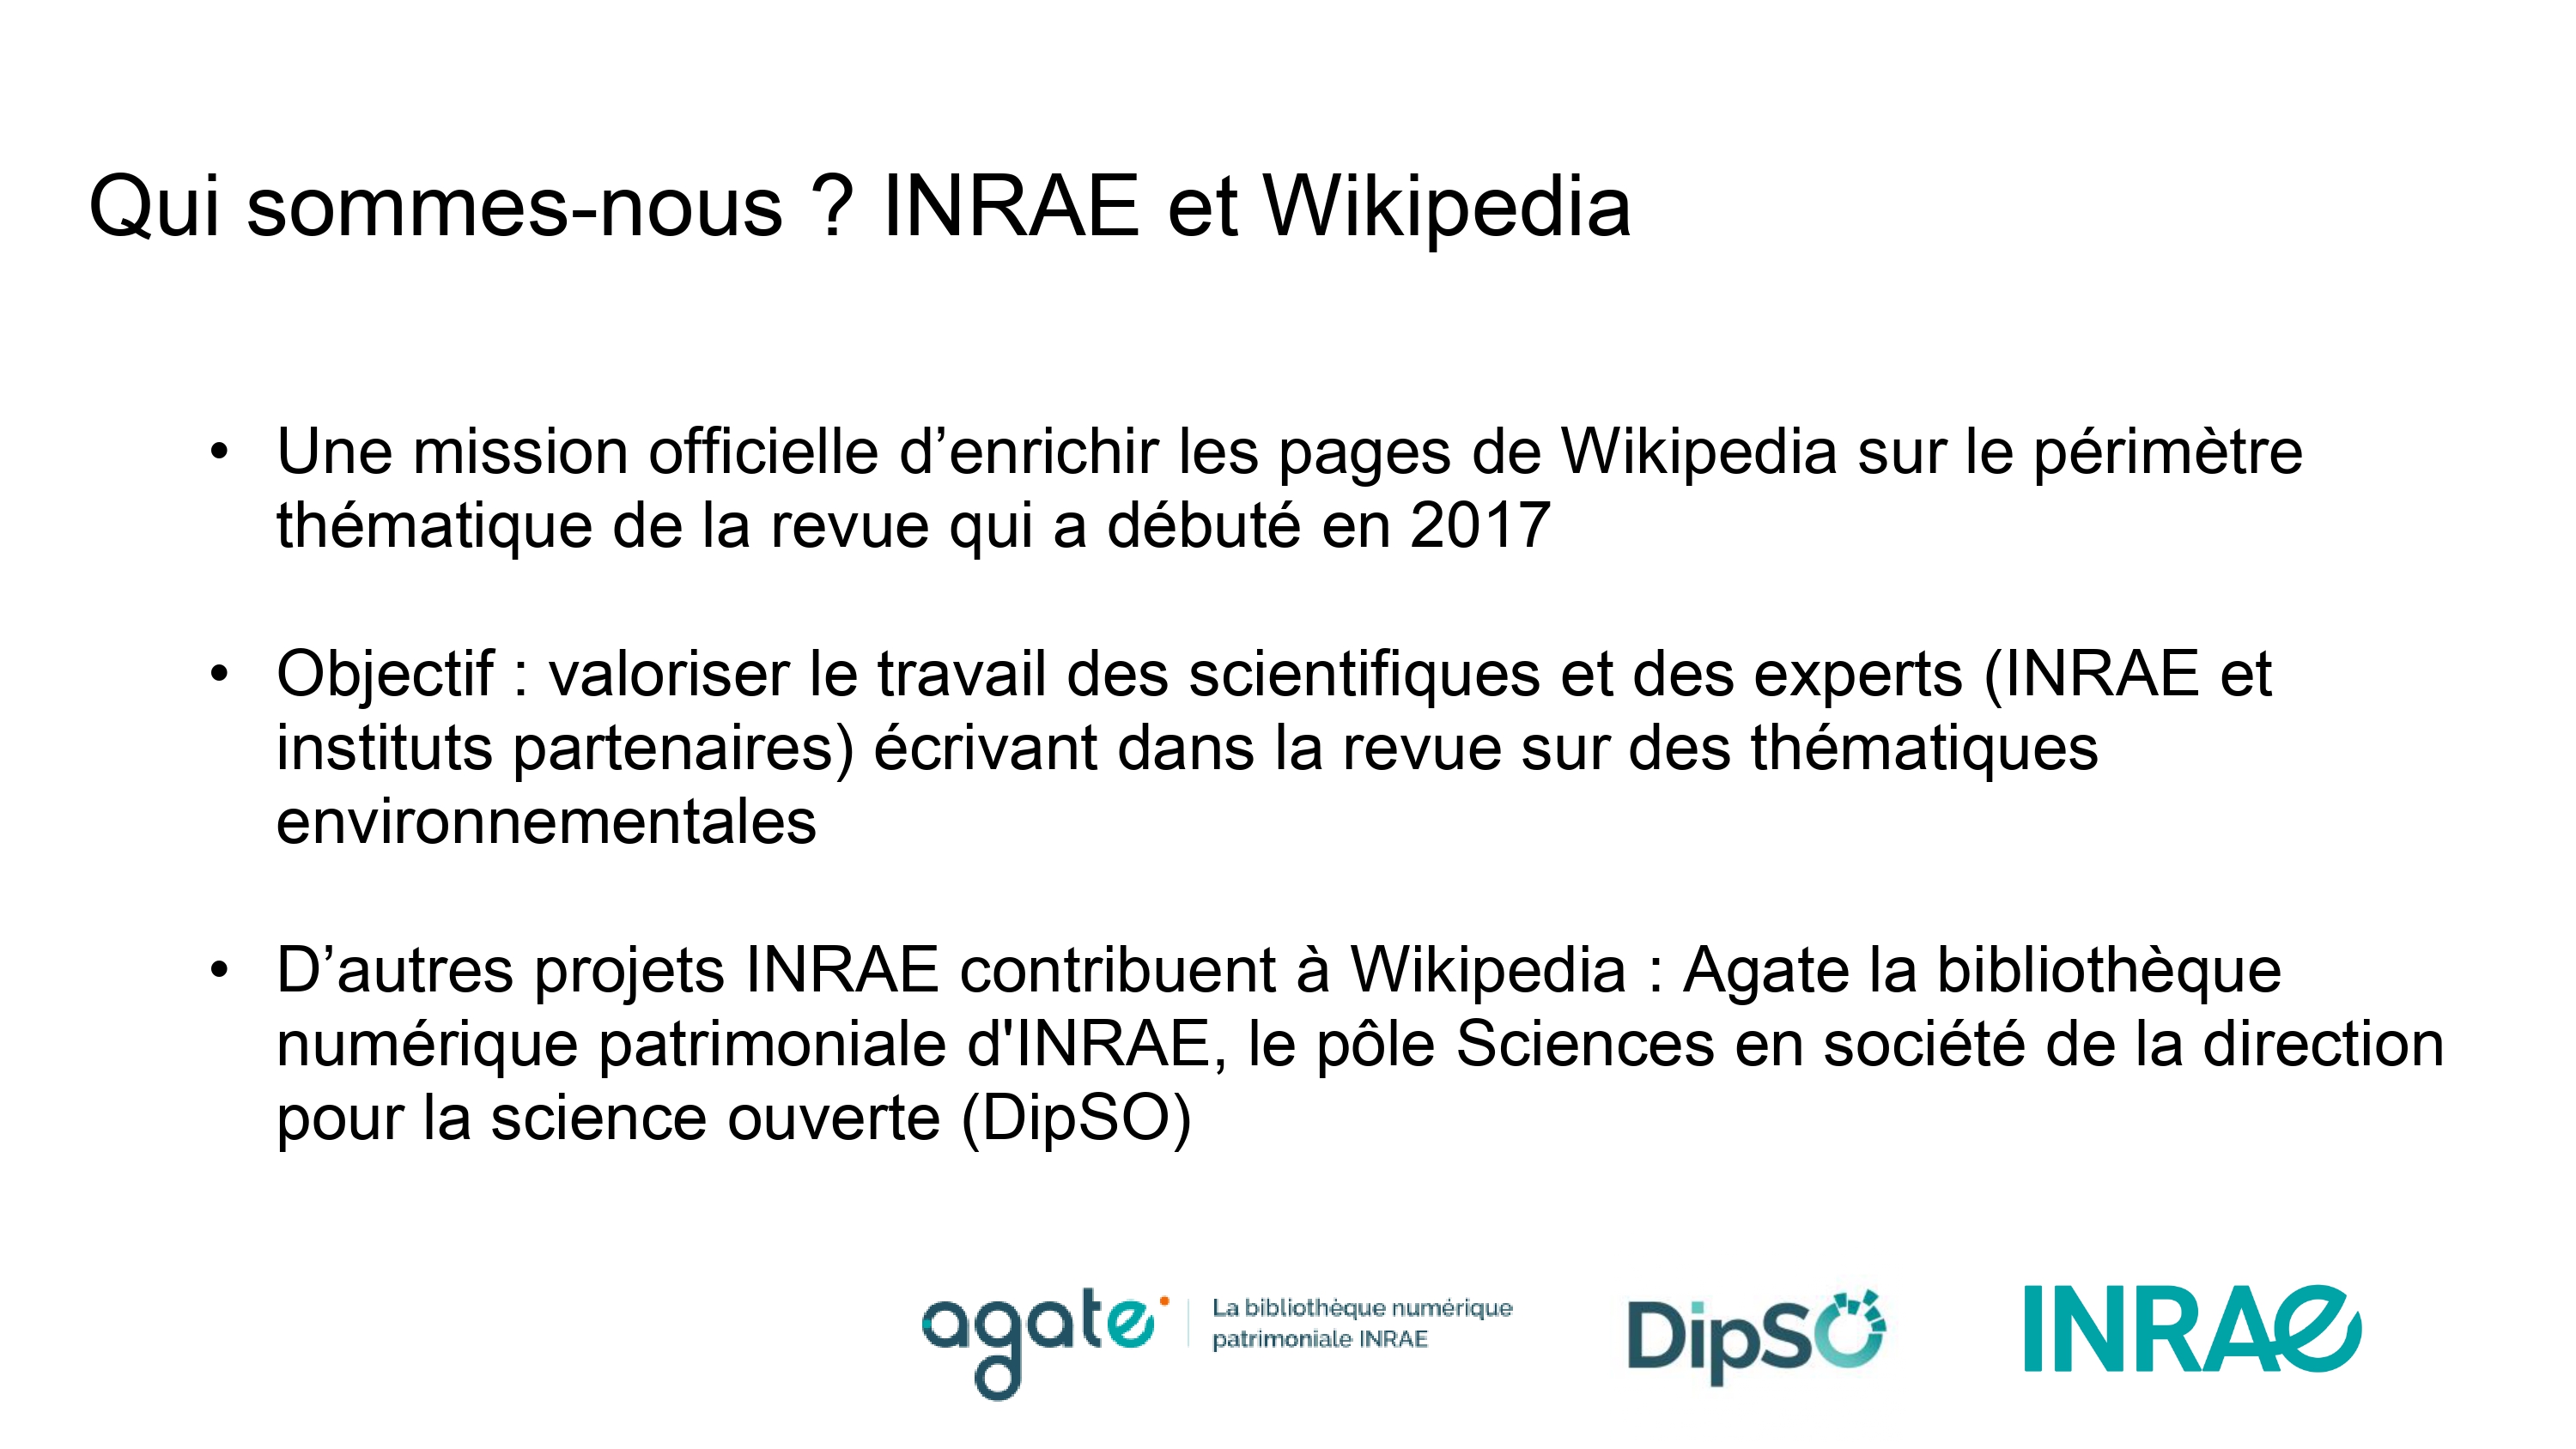 Qui sommes-nous ? INRAE et Wikipedia
• Une mission officielle d’enrichir les pages de Wikipedia sur le périmètre
thématique de la revue qui a débuté en 2017
• Objectif : valoriser le travail des scientifiques et des experts (INRAE et
instituts partenaires) écrivant dans la revue sur des thématiques
environnementales
• D’autres projets INRAE contribuent à Wikipedia : Agate la bibliothèque
numérique patrimoniale d'INRAE, le pôle Sciences en société de la direction
pour la science ouverte (DipSO)
agate
La bibliothèque numérique
patrimoniale INRAE
DipSO
INRAE